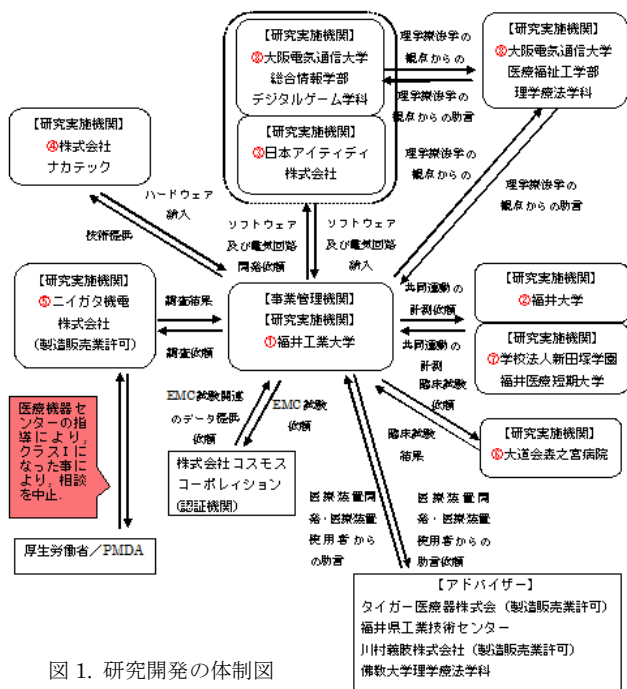 【研究実施機関】
⑧大阪電気通信大学
総合情報学部
デジタルゲーム学科
【研究実施機関】
③日本アイティディ
株式会社
理学療法学の
観点からの
理学療法学の
観点からの助言
【研究実施機関】
⑧大阪電気通信大学
医療福祉工学部
理学療法学科
【研究実施機関】
④株式会社
ナカテック
ハードウェア
納入
技術提供
ソフトウェア
及び電気回路
開発依頼
ソフトウェア
及び電気回路
納入
理学療法学の
観点からの
理学療法学の
観点からの助言
【研究実施機関】
⑤ニイガタ機電
株式会社
(製造販売業許可)
調査結果
調査依頼
【事業管理機関】
【研究実施機関】
①福井工業大学
共同運動の
計測依頼
共同運動の
計測
【研究実施機関】
②福井大学
【研究実施機関】
⑦学校法人新田塚学園
福井医療短期大学
医療機器セ
ンターの指
導により,
クラスIに
なった事に
より,相談
を中止.
EMC試験関連
のデータ提供
依頼
EMC試験
依頼
臨床試験
依頼
臨床試験
結果
【研究実施機関】
⑥大道会森之宮病院
株式会社コスモス
コーポレイション
(認証機関)
厚生労働省/PMDA
医療装置開
発・医療装置
使用者から
の助言
医療装置開
発・医療装置
使用者からの
助言依頼
【アドバイザー】
タイガー医療器株式会(製造販売業許可)
福井県工業技術センター
川村義肢株式会社(製造販売業許可)
佛教大学理学療法学科
図 1. 研究開発の体制図